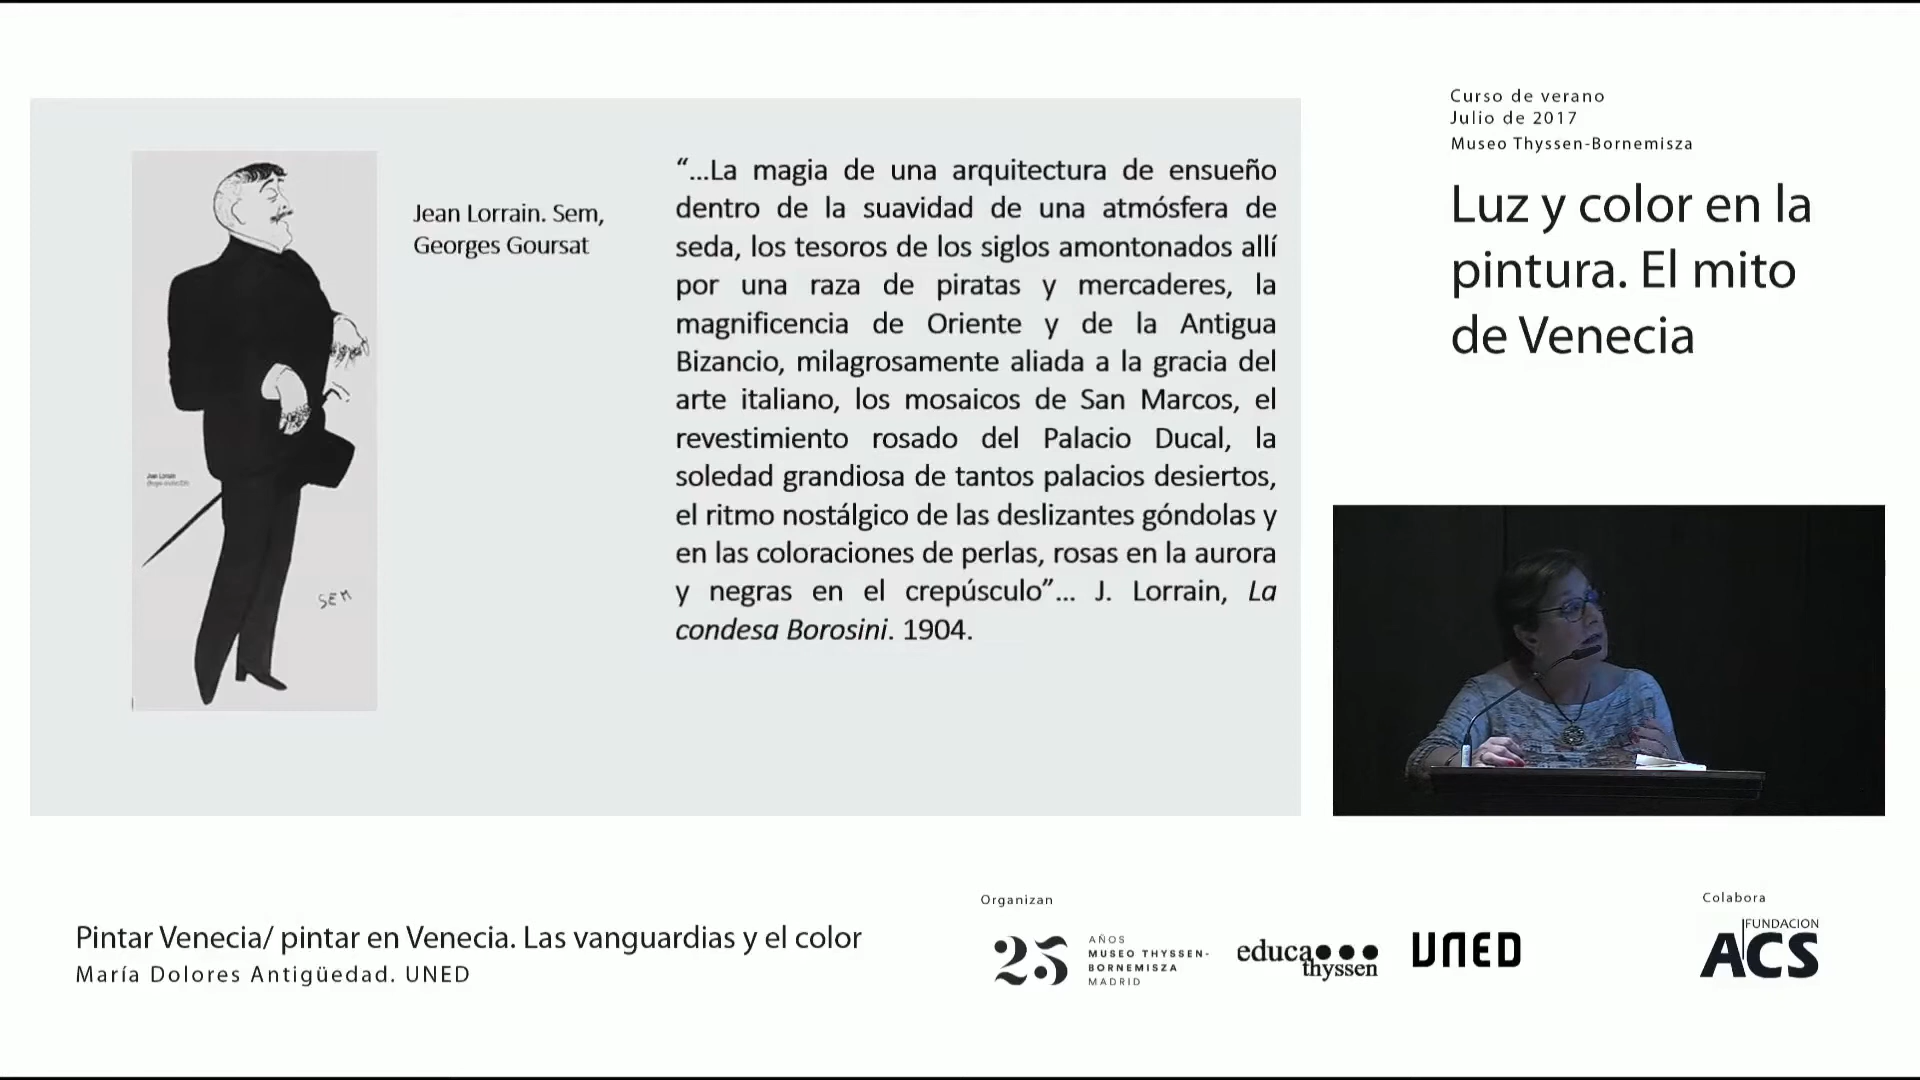 Curso de verano
Julio de 2017
Museo Thyssen-Bornemisza
Luz y color en la
pintura. El mito
de Venecia
Jean Lorrain. Sem,
Georges Goursat
SEM
“...La magia de una arquitectura de ensueño
dentro de la suavidad de una atmósfera de
seda, los tesoros de los siglos amontonados allí
por una raza de piratas y mercaderes, la
magnificencia de Oriente y de la Antigua
Bizancio, milagrosamente aliada a la gracia del
arte italiano, los mosaicos de San Marcos, el
revestimiento rosado del Palacio Ducal, la
soledad grandiosa de tantos palacios desiertos,
el ritmo nostálgico de las deslizantes góndolas y
en las coloraciones de perlas, rosas en la aurora
y negras en el crepúsculo”... J. Lorrain, La
condesa Borosini. 1904.
Pintar Venecia/ pintar en Venecia. Las vanguardias y el color
María Dolores Antigüedad. UNED
Organizan
25
AÑOS
MUSEO THYSSEN-
BORNEMISZA
MADRID
educa
thyssen
UNED
Colabora
FUNDACION
ACS